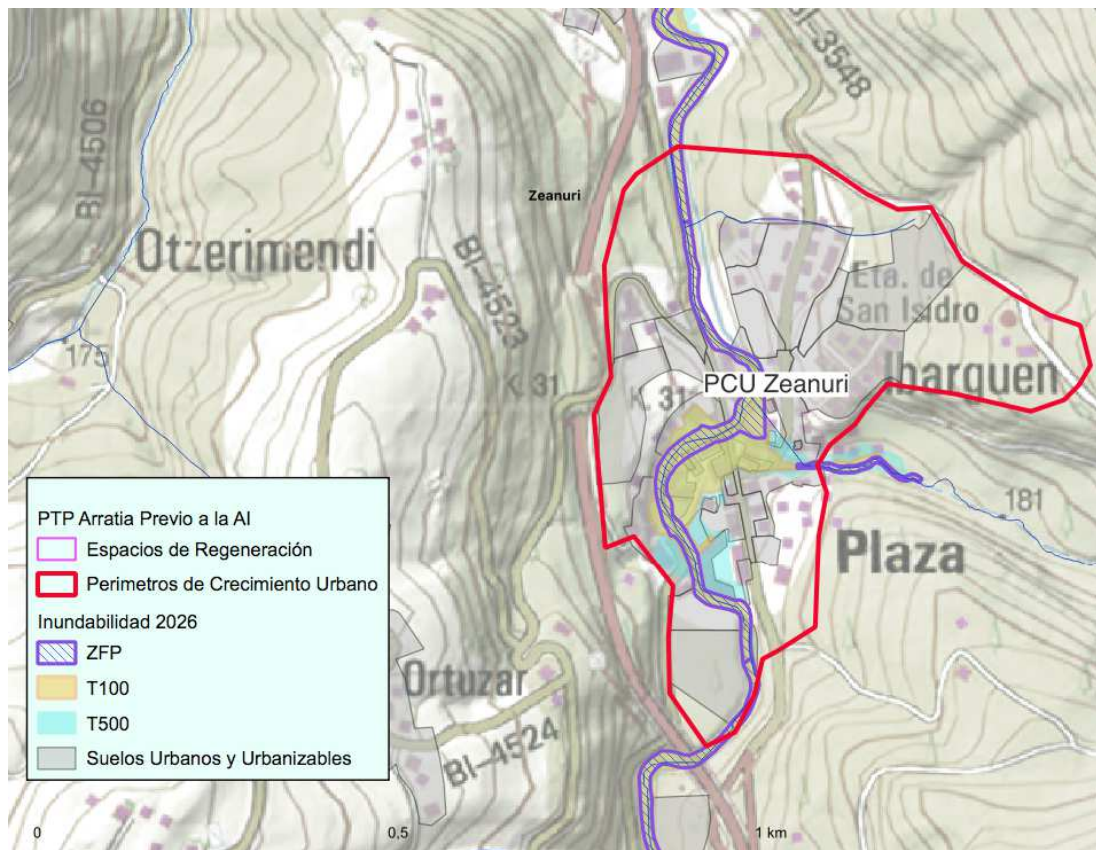 BI-3548
BI-4506
Zeanuri
Otzerimendi
BI-4523
Eta. de
San Isidro
175
K. 31
PCU Zeanuri
Ibarguen
K. 31
181
Plaza
PTP Arratia Previo a la AI
Espacios de Regeneración
Perimetros de Crecimiento Urbano
Inundabilidad 2026
ZFP
T100
T500
Suelos Urbanos y Urbanizables
Ortuzar
BI-4524
0
0,5
1 km